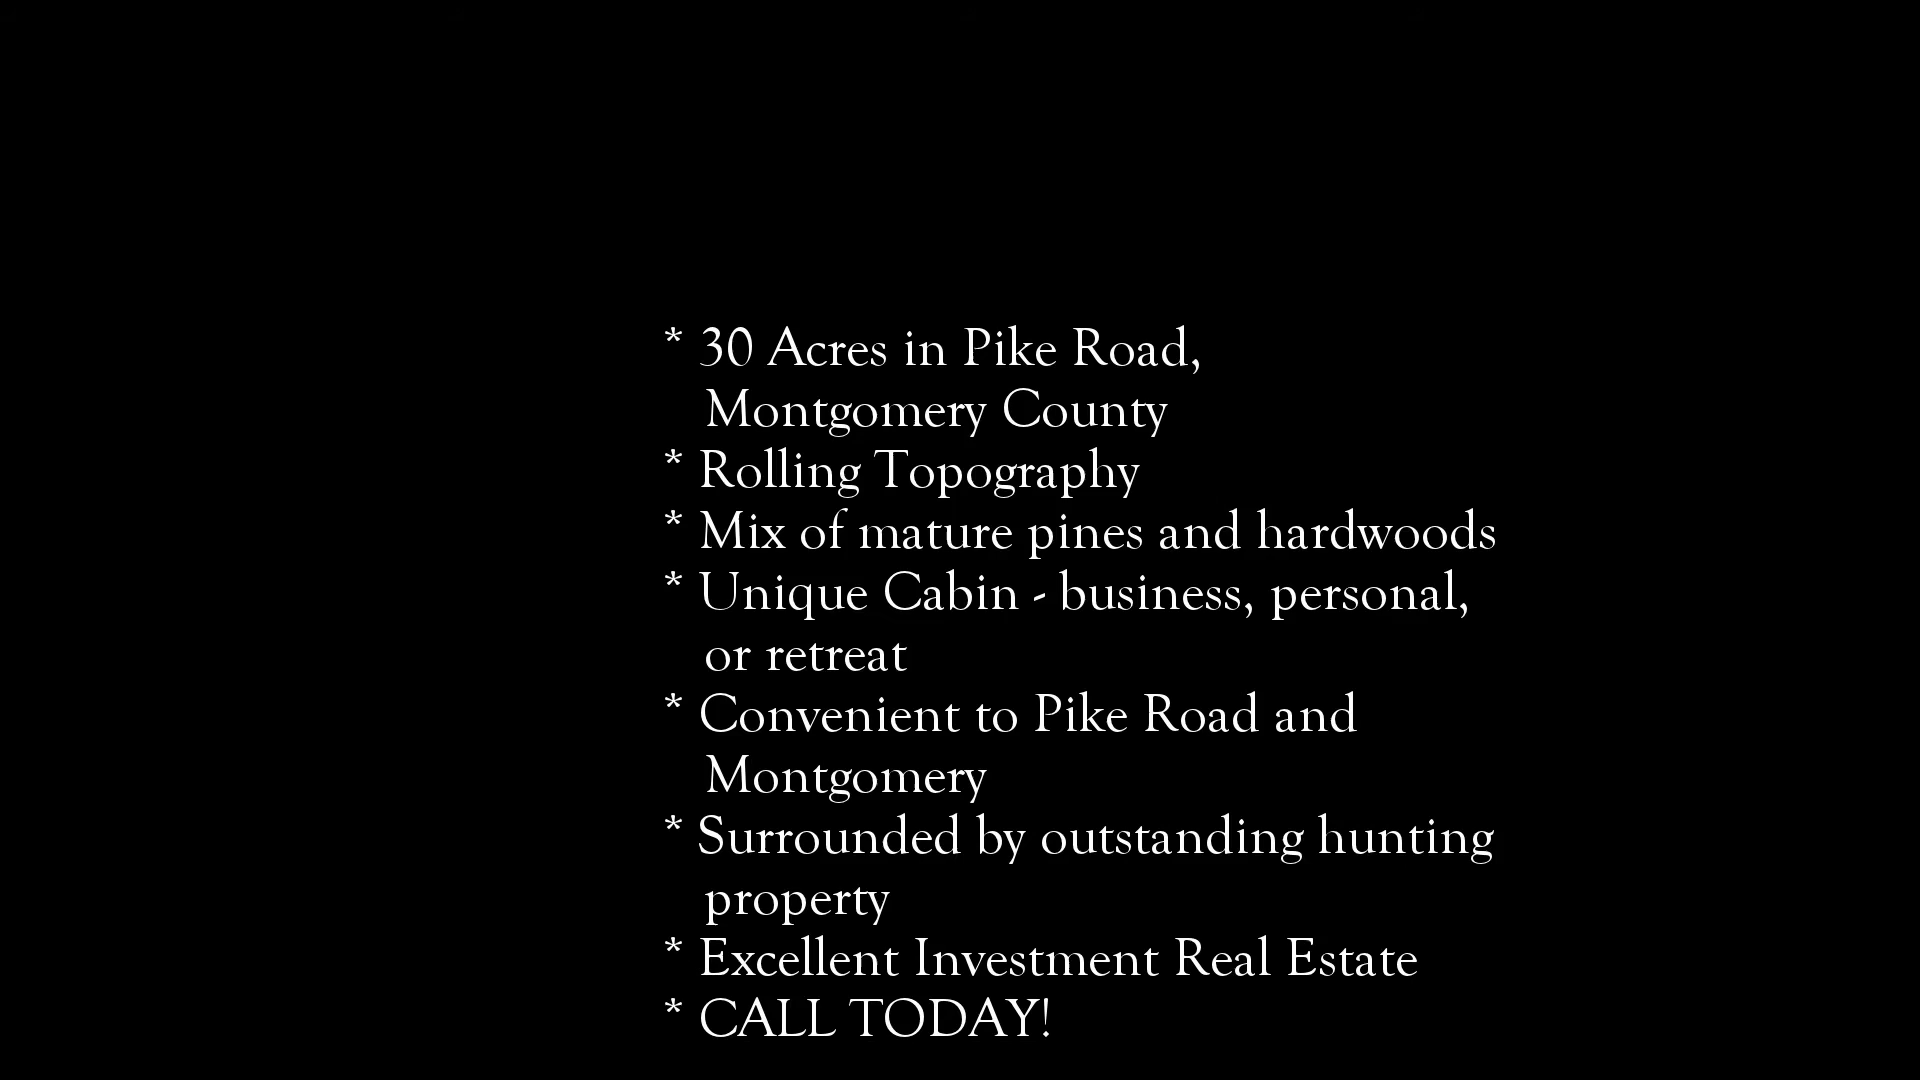 * 30 Acres in Pike Road,
Montgomery County
* Rolling Topography
* Mix of mature pines and hardwoods
* Unique Cabin - business, personal,
or retreat
* Convenient to Pike Road and
Montgomery
* Surrounded by outstanding hunting
property
* Excellent Investment Real Estate
* CALL TODAY!